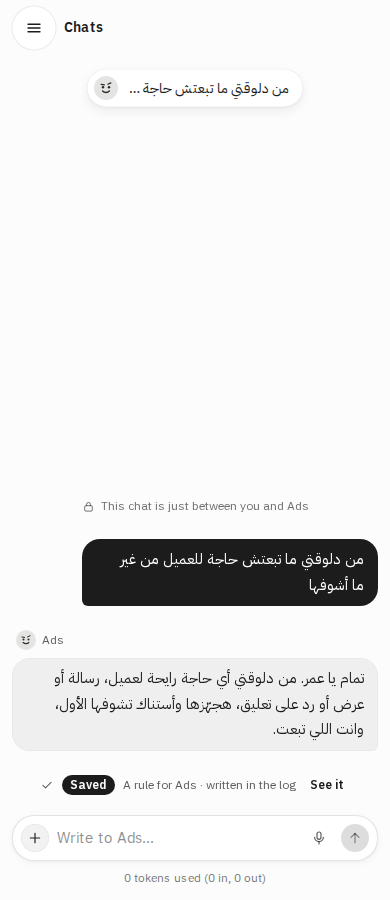 Chats
من دلوقتي ما تبعتش حاجة ...
This chat is just between you and Ads
من دلوقتي ما تبعتش حاجة للعميل من غير
ما أشوفها
Ads
تمام يا عمر. من دلوقتي أي حاجة رايحة لعميل، رسالة أو
عرض أو رد على تعليق، هجهّزها وأستناك تشوفها الأول،
وانت اللي تبعت.
Saved A rule for Ads · written in the log See it
Write to Ads...
0 tokens used (0 in, 0 out)